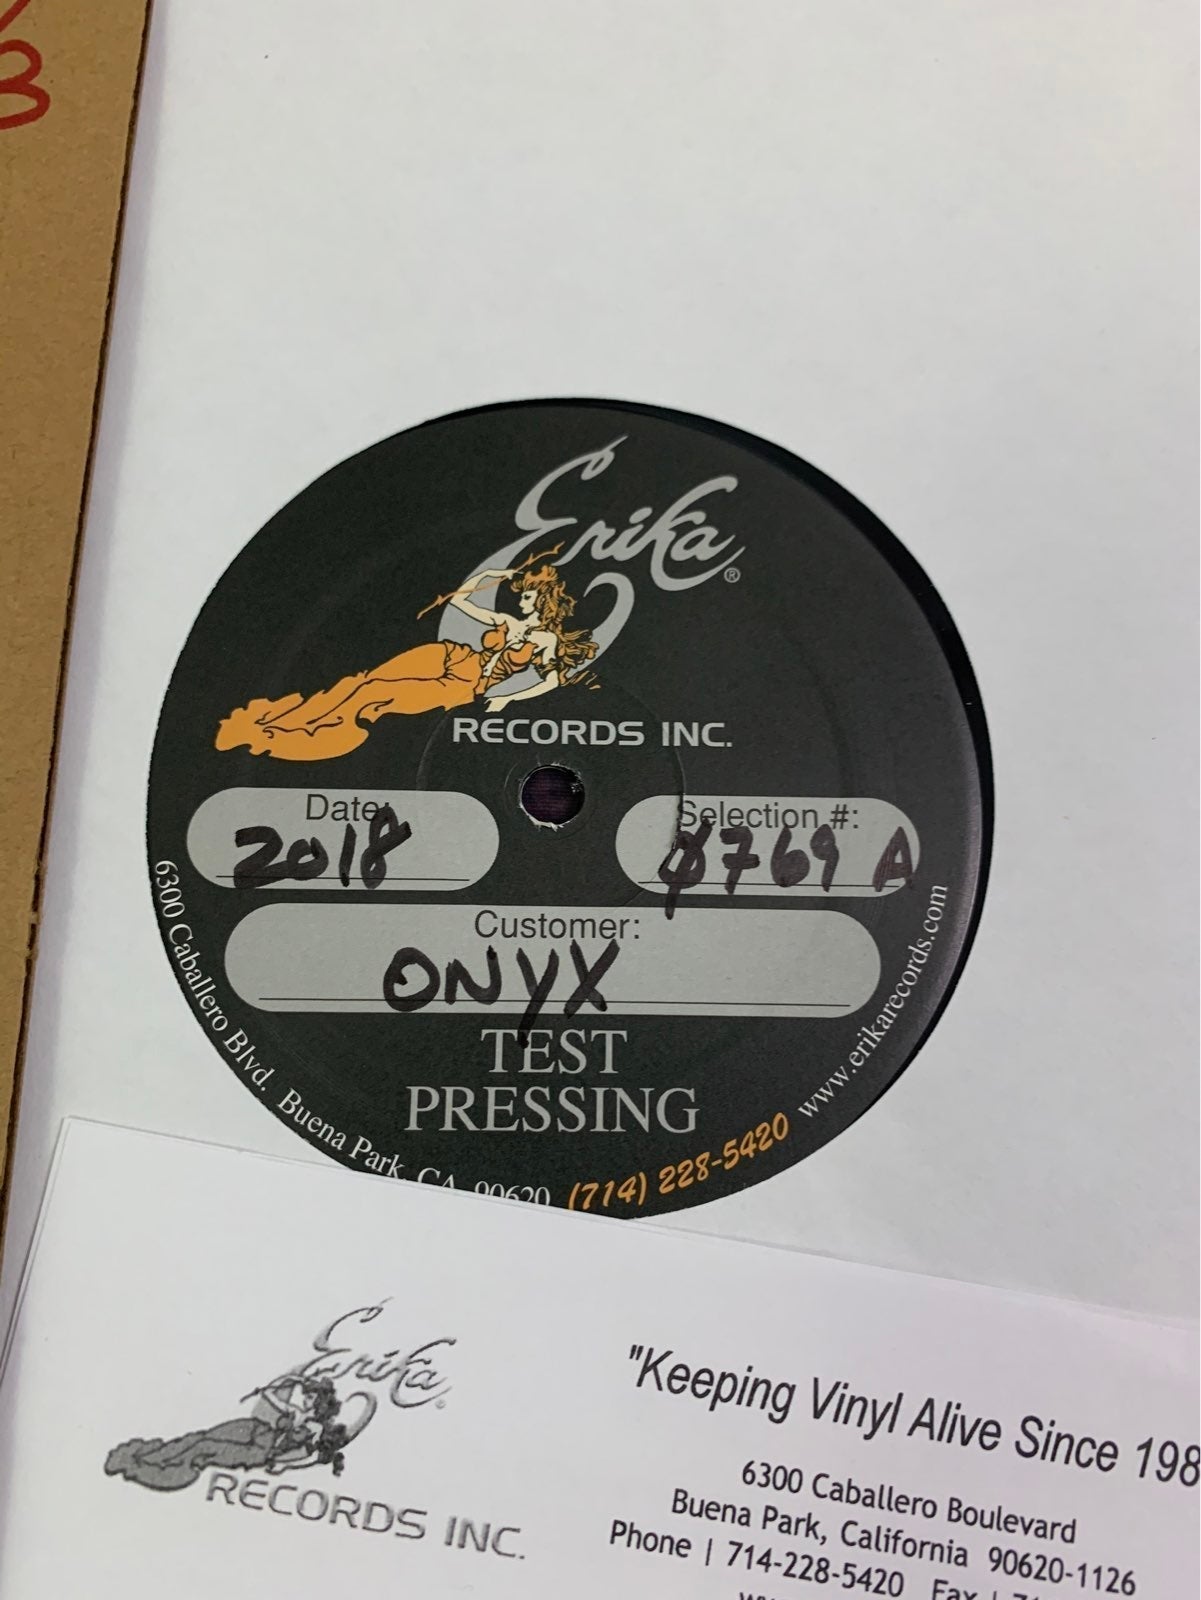 Erika®
RECORDS INC.
Date:
2018
Selection #:
0769 A
Customer:
ONYX
TEST
PRESSING
6300 Caballero Blvd. Buena Park, CA 90620 (714) 228-5420 www.erikarecords.com
Erika
RECORDS INC.
"Keeping Vinyl Alive Since 198
6300 Caballero Boulevard
Buena Park, California 90620-1126
Phone | 714-228-5420 Fax |